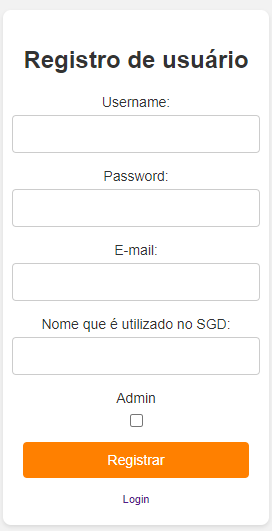 Registro de usuário
Username:
Password:
E-mail:
Nome que é utilizado no SGD:
Admin
Registrar
Login